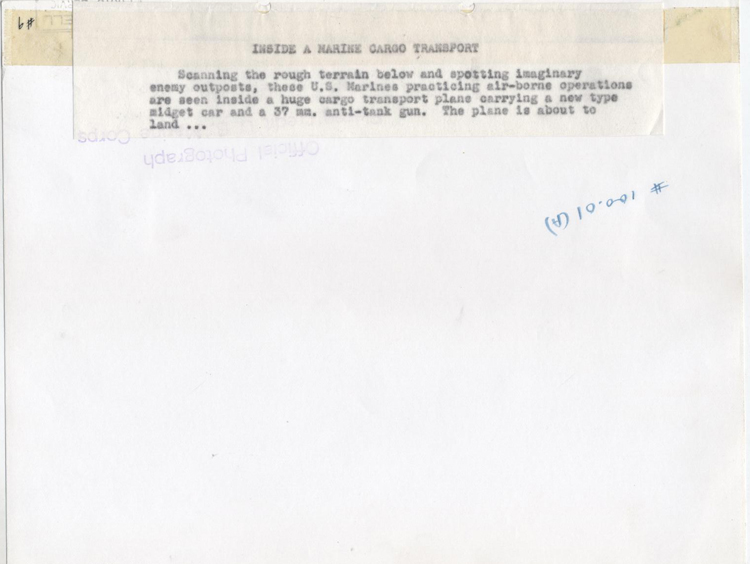 #9
INSIDE A MARINE CARGO TRANSPORT
Scanning the rough terrain below and spotting imaginary
enemy outposts, these U.S. Marines practicing air-borne operations
are seen inside a huge cargo transport plane carrying a new type
midget car and a 37 mm. anti-tank gun. The plane is about to
land ...
Corps
Official Photograph
# 100.01 (A)